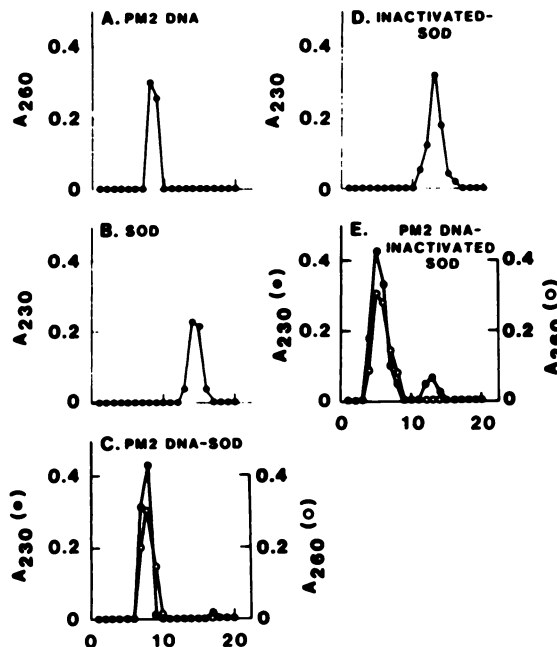 A. PM2 DNA
A260
0.4
0.2
0
B. SOD
A230
0.4
0.2
0
C. PM2 DNA-SOD
A230 (●)
0.4
0.2
0
A260 (○)
0.4
0.2
0
0 10 20
D. INACTIVATED-
SOD
A230
0.4
0.2
0
E. PM2 DNA-
INACTIVATED
SOD
A230 (●)
0.4
0.2
0
A260 (○)
0.4
0.2
0
0 10 20